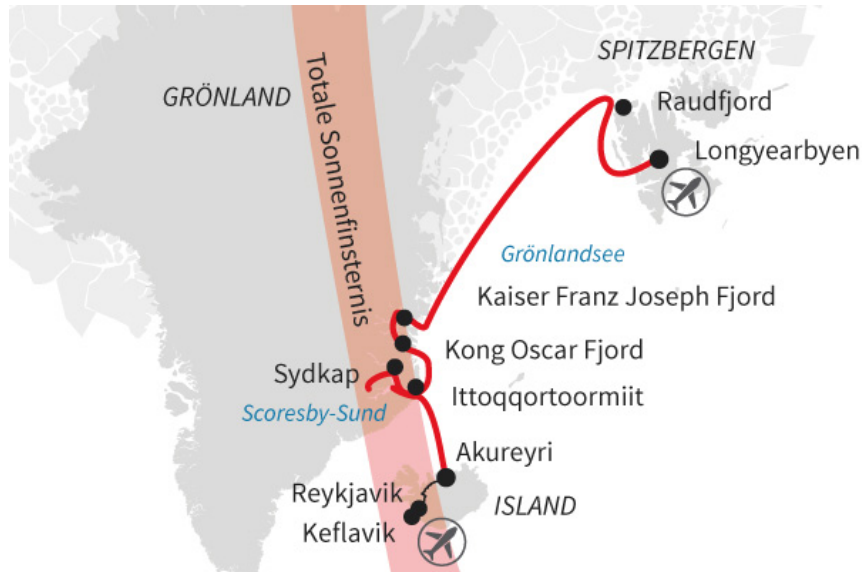 SPITZBERGEN
GRÖNLAND
Totale Sonnenfinsternis
Raudfjord
Longyearbyen
Grönlandsee
Kaiser Franz Joseph Fjord
Kong Oscar Fjord
Sydkap
Ittoqqortoormiit
Scoresby-Sund
Akureyri
Reykjavik
ISLAND
Keflavik